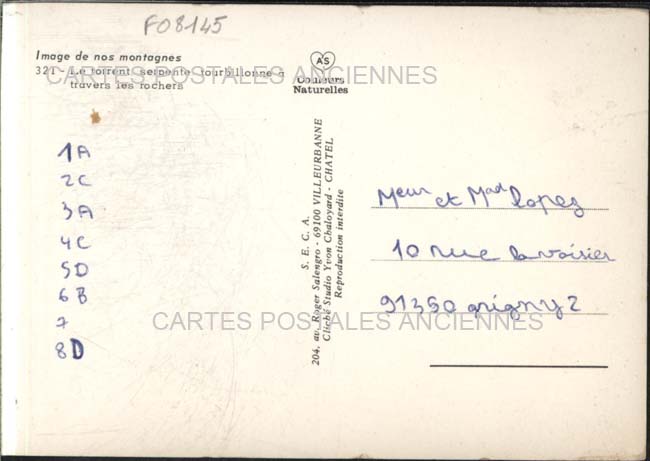 F08145
Image de nos montagnes
321 - Le torrent serpente tourbillonne à
travers les rochers
AS
Couleurs
Naturelles
CARTES POSTALES ANCIENNES
1A
2C
3A
4C
5D
6B
7
8D
S. E. C. A.
204, av. Roger Salengro - 69100 VILLEURBANNE
Cliché Studio Yvon Chaloyard - CHATEL
Reproduction interdite
Meur et Mad lopez
10 rue lavoisier
91350 grigny 2
CARTES POSTALES ANCIENNES